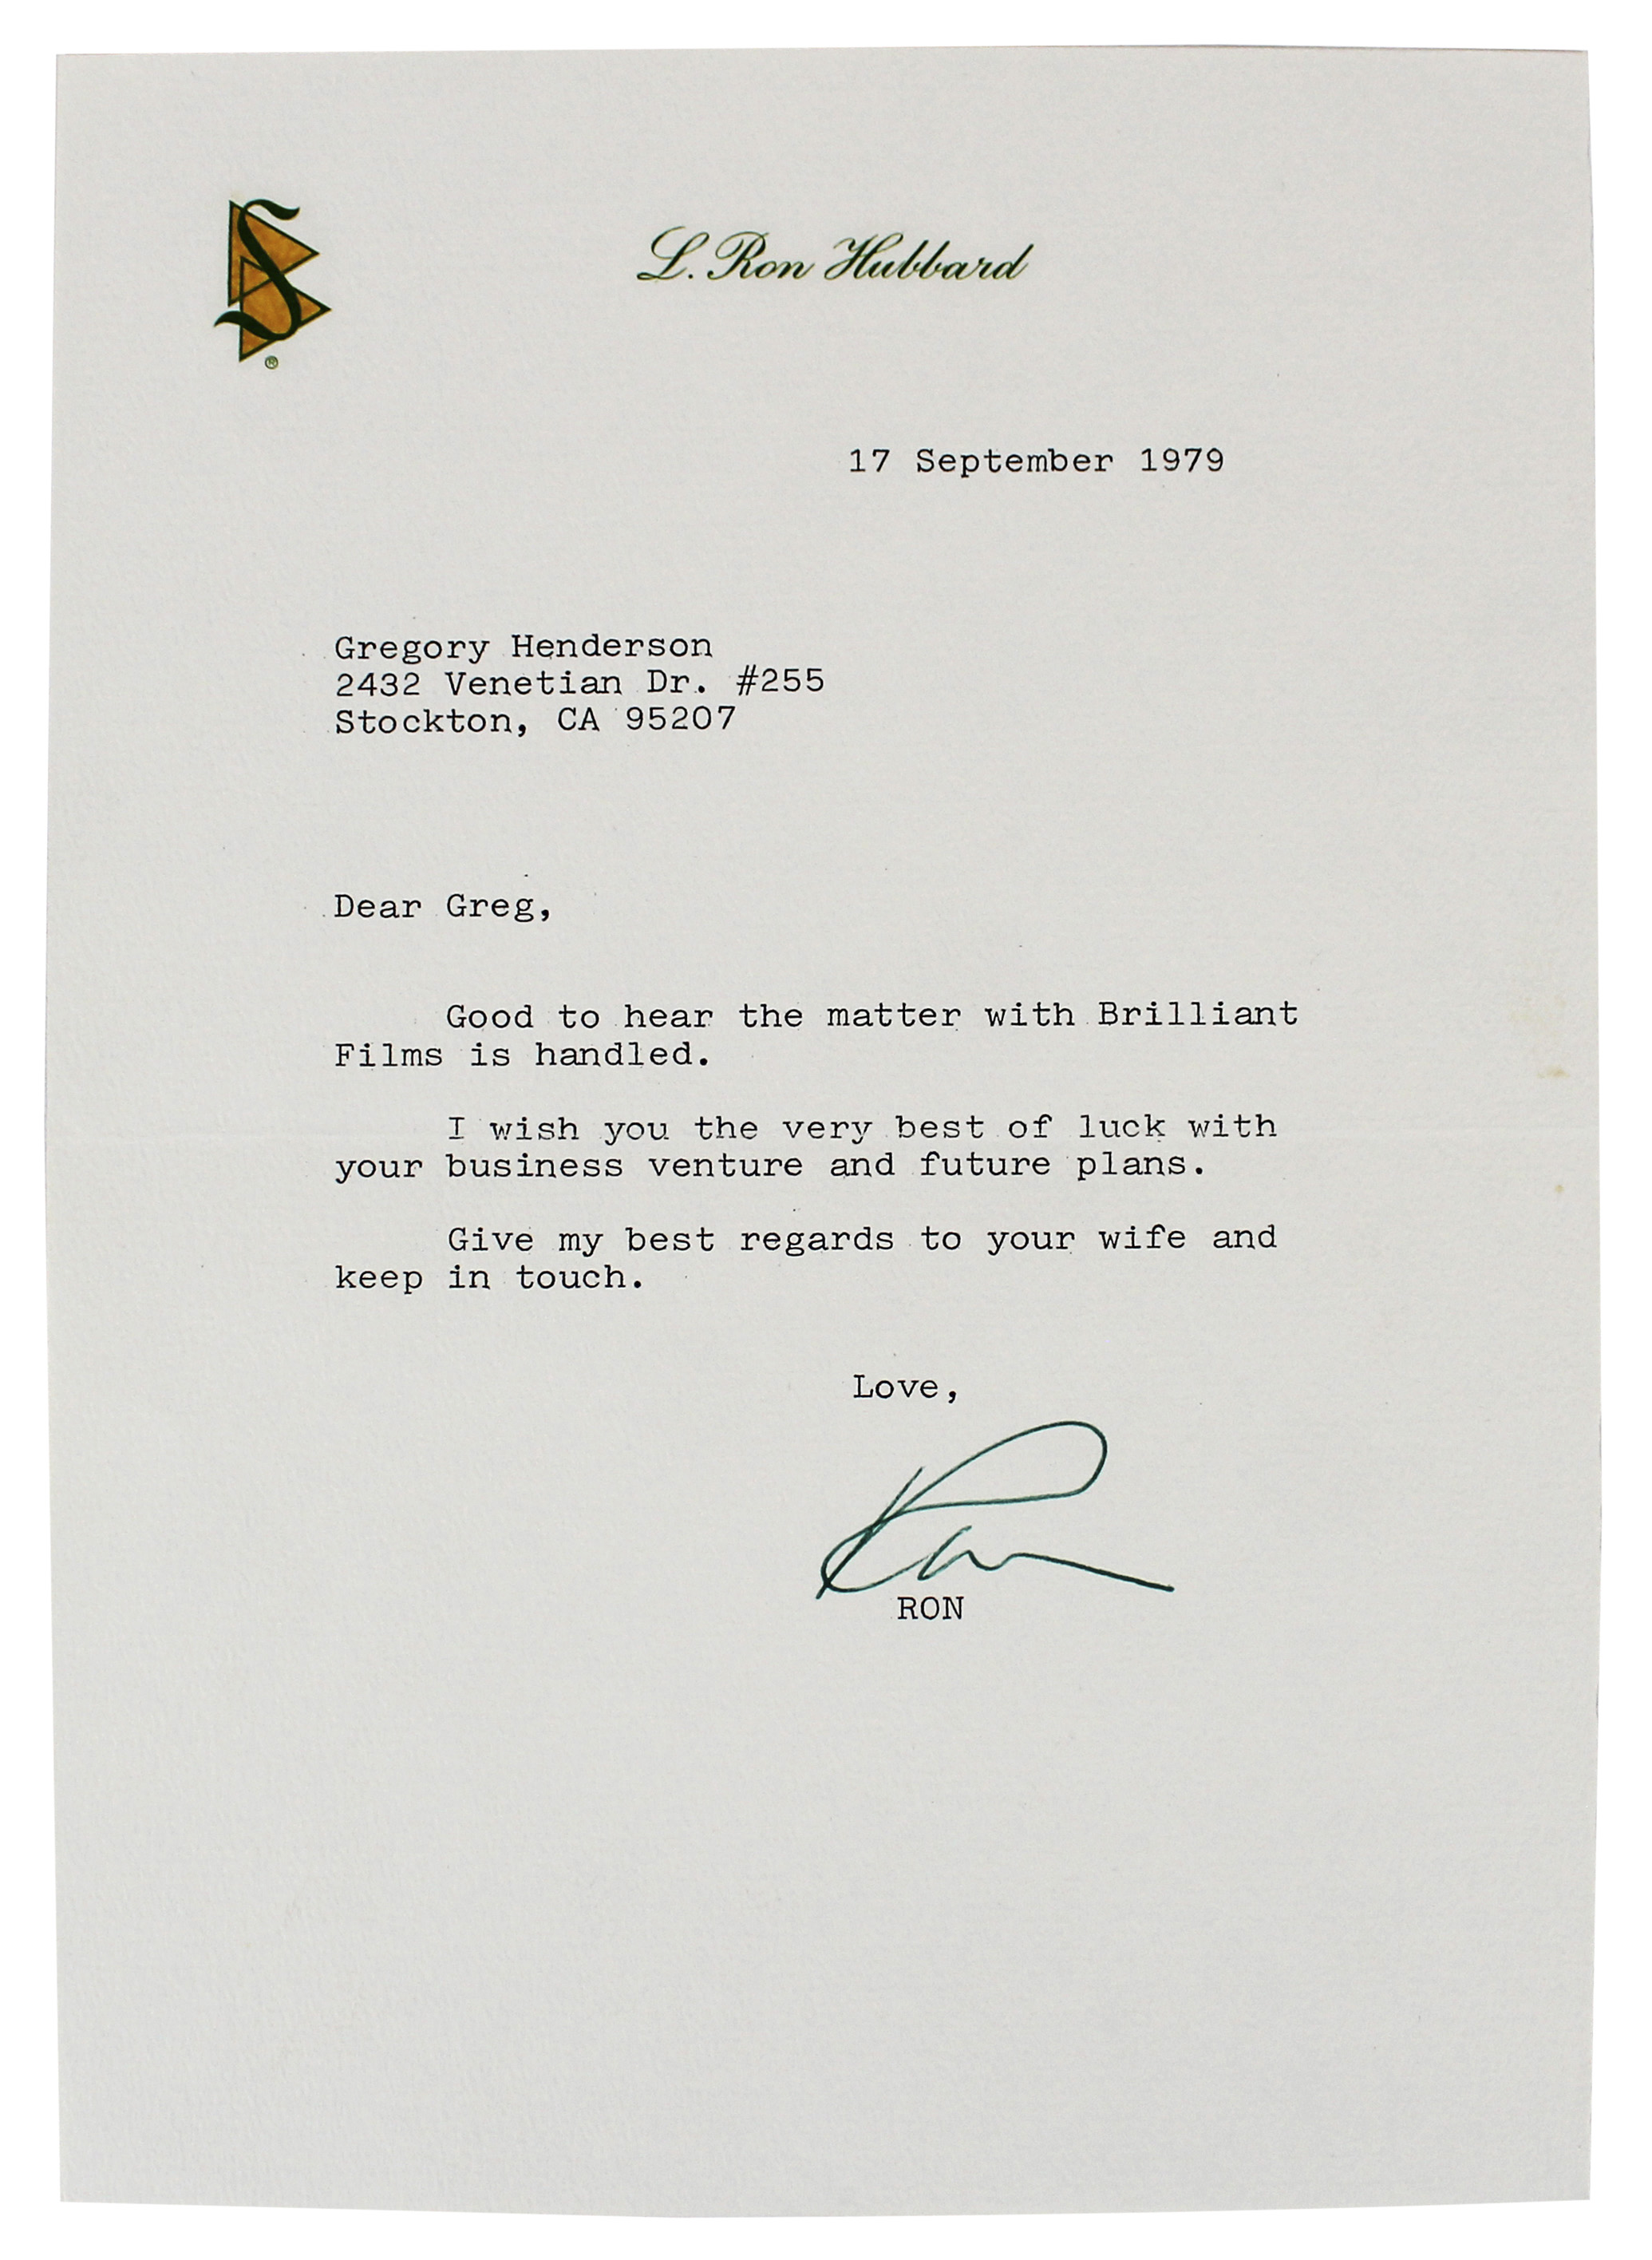 S
®
L. Ron Hubbard
17 September 1979
Gregory Henderson
2432 Venetian Dr. #255
Stockton, CA 95207
Dear Greg,
Good to hear the matter with Brilliant
Films is handled.
I wish you the very best of luck with
your business venture and future plans.
Give my best regards to your wife and
keep in touch.
Love,
Ron
RON